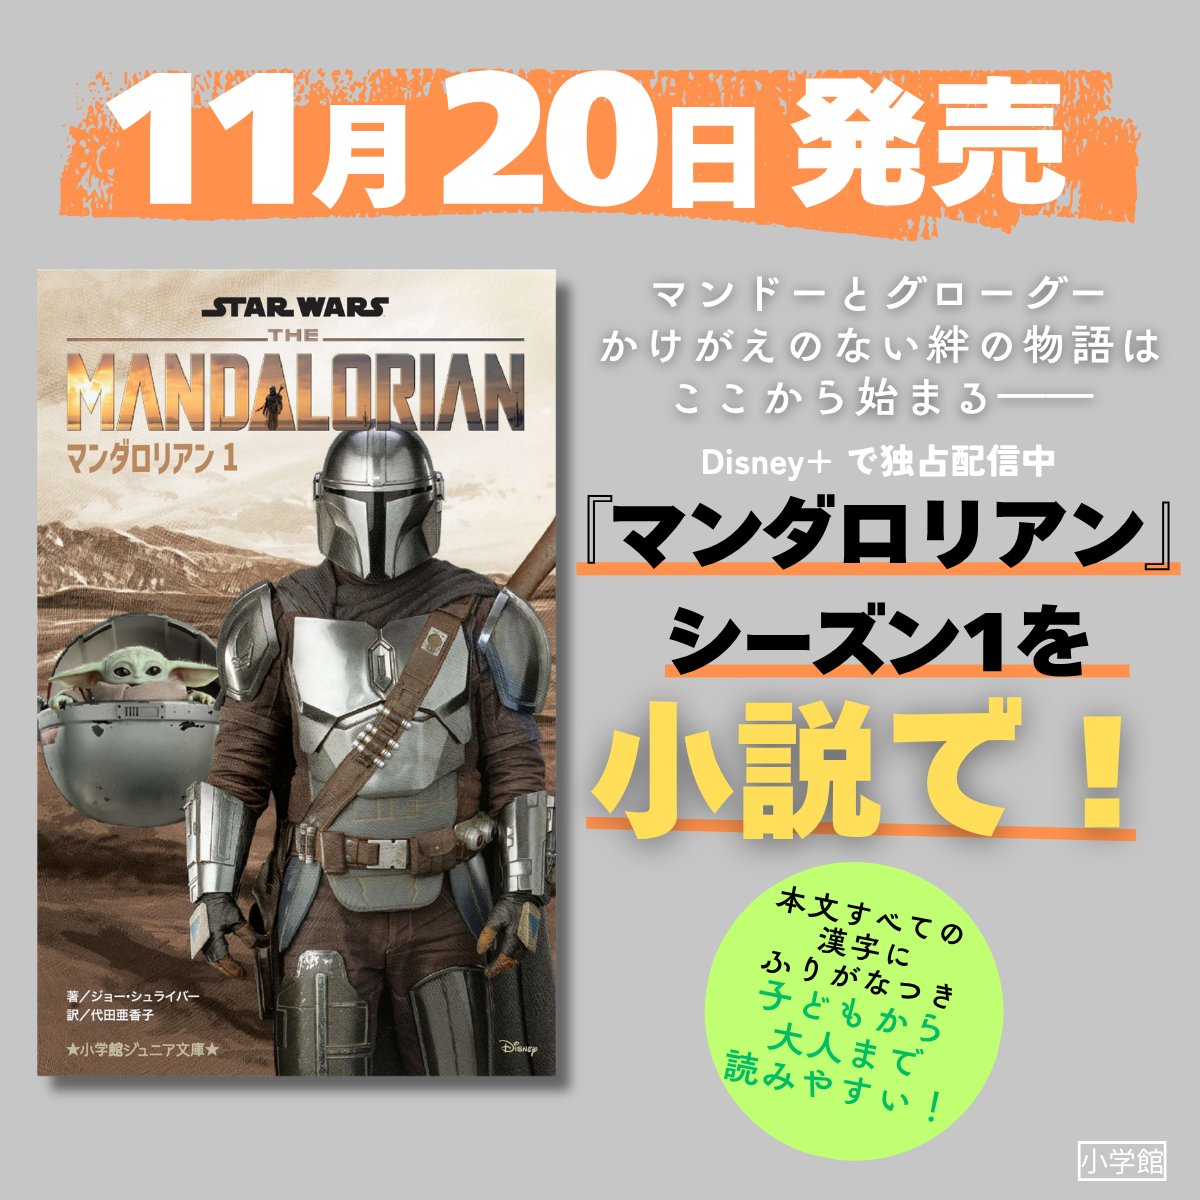 11月20日発売
STAR WARS
THE
MANDALORIAN
マンダロリアン 1
著／ジョー・シュライバー
訳／代田亜香子
★小学館ジュニア文庫★
Disney
マンドーとグローグー
かけがえのない絆の物語は
ここから始まる──
Disney+ で独占配信中
『マンダロリアン』
シーズン1を
小説で！
本文すべての
漢字に
ふりがなつき
子どもから
大人まで
読みやすい！
小学館